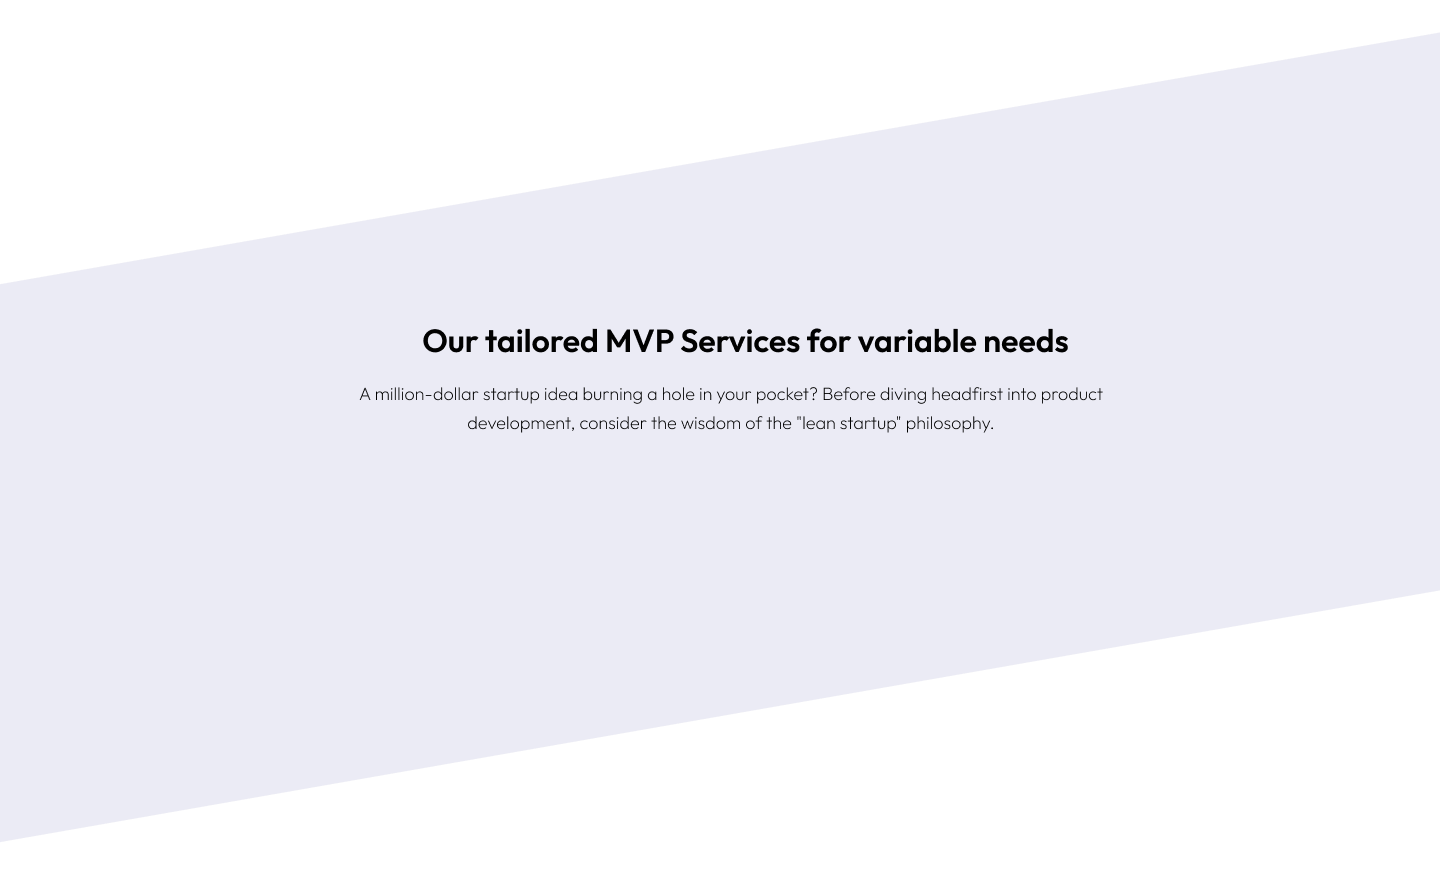 Our tailored MVP Services for variable needs
A million-dollar startup idea burning a hole in your pocket? Before diving headfirst into product
development, consider the wisdom of the "lean startup" philosophy.